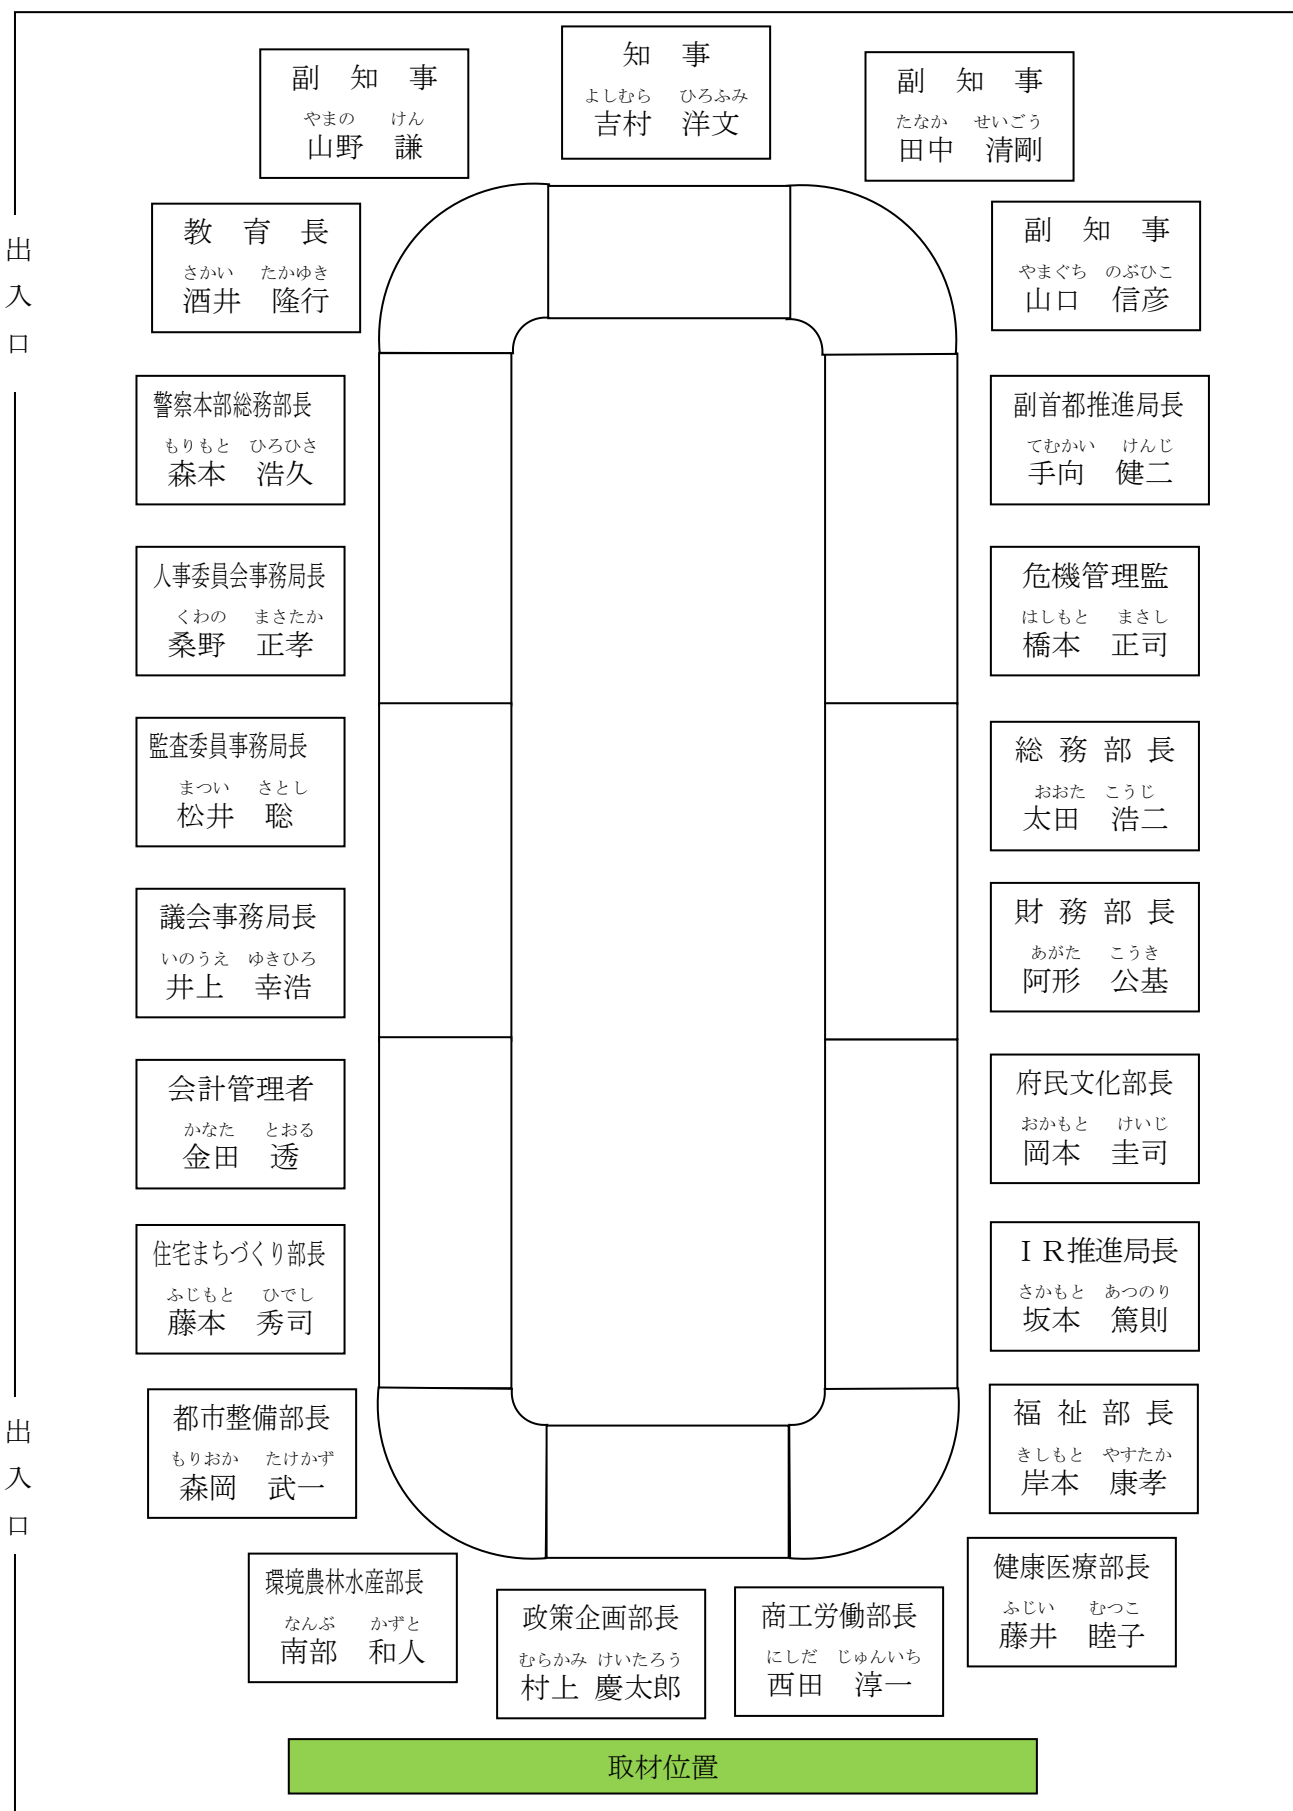 知　事
よしむら　ひろふみ
吉村　洋文
副　知　事
やまの　けん
山野　謙
副　知　事
たなか　せいごう
田中　清剛
教　育　長
さかい　たかゆき
酒井　隆行
副　知　事
やまぐち　のぶひこ
山口　信彦
出入口
警察本部総務部長
もりもと　ひろひさ
森本　浩久
副首都推進局長
てむかい　けんじ
手向　健二
人事委員会事務局長
くわの　まさたか
桑野　正孝
危機管理監
はしもと　まさし
橋本　正司
監査委員事務局長
まつい　さとし
松井　聡
総 務 部 長
おおた　こうじ
太田　浩二
議会事務局長
いのうえ　ゆきひろ
井上　幸浩
財 務 部 長
あがた　こうき
阿形　公基
会計管理者
かなた　とおる
金田　透
府民文化部長
おかもと　けいじ
岡本　圭司
住宅まちづくり部長
ふじもと　ひでし
藤本　秀司
ＩＲ推進局長
さかもと　あつのり
坂本　篤則
都市整備部長
もりおか　たけかず
森岡　武一
福 祉 部 長
きしもと　やすたか
岸本　康孝
出入口
環境農林水産部長
なんぶ　かずと
南部　和人
政策企画部長
むらかみ けいたろう
村上 慶太郎
商工労働部長
にしだ　じゅんいち
西田　淳一
健康医療部長
ふじい　むつこ
藤井　睦子
取材位置